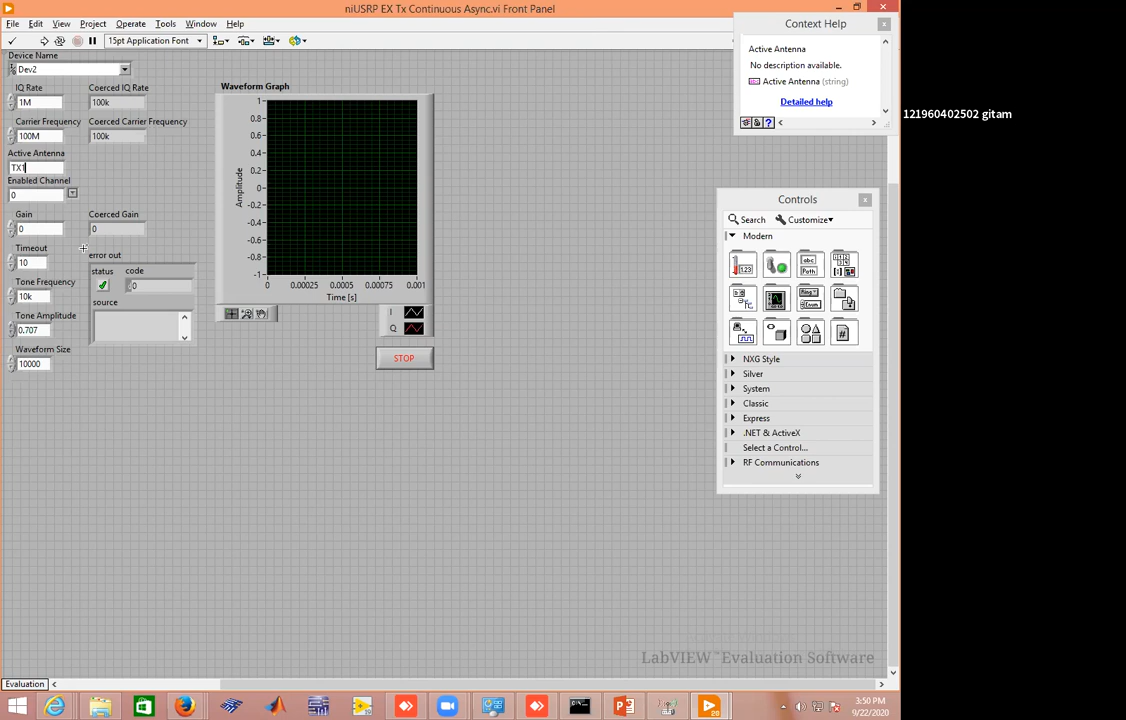 niUSRP EX Tx Continuous Async.vi Front Panel
File Edit View Project Operate Tools Window Help
15pt Application Font
Context Help
Active Antenna
No description available.
Active Antenna (string)
Detailed help
121960402502 gitam
Device Name
Dev2
IQ Rate Coerced IQ Rate
1M 100k
Carrier Frequency Coerced Carrier Frequency
100M 100k
Active Antenna
TX1
Enabled Channel
0
Gain Coerced Gain
0 0
Timeout
10
error out
status code
0
source
Tone Frequency
10k
Tone Amplitude
0.707
Waveform Size
10000
Waveform Graph
1
0.8
0.6
0.4
0.2
0
-0.2
-0.4
-0.6
-0.8
-1
Amplitude
0 0.00025 0.0005 0.00075 0.001
Time [s]
I
Q
STOP
Controls
Search Customize
Modern
NXG Style
Silver
System
Classic
Express
.NET & ActiveX
Select a Control...
RF Communications
LabVIEW™ Evaluation Software
Evaluation
3:50 PM
9/22/2020